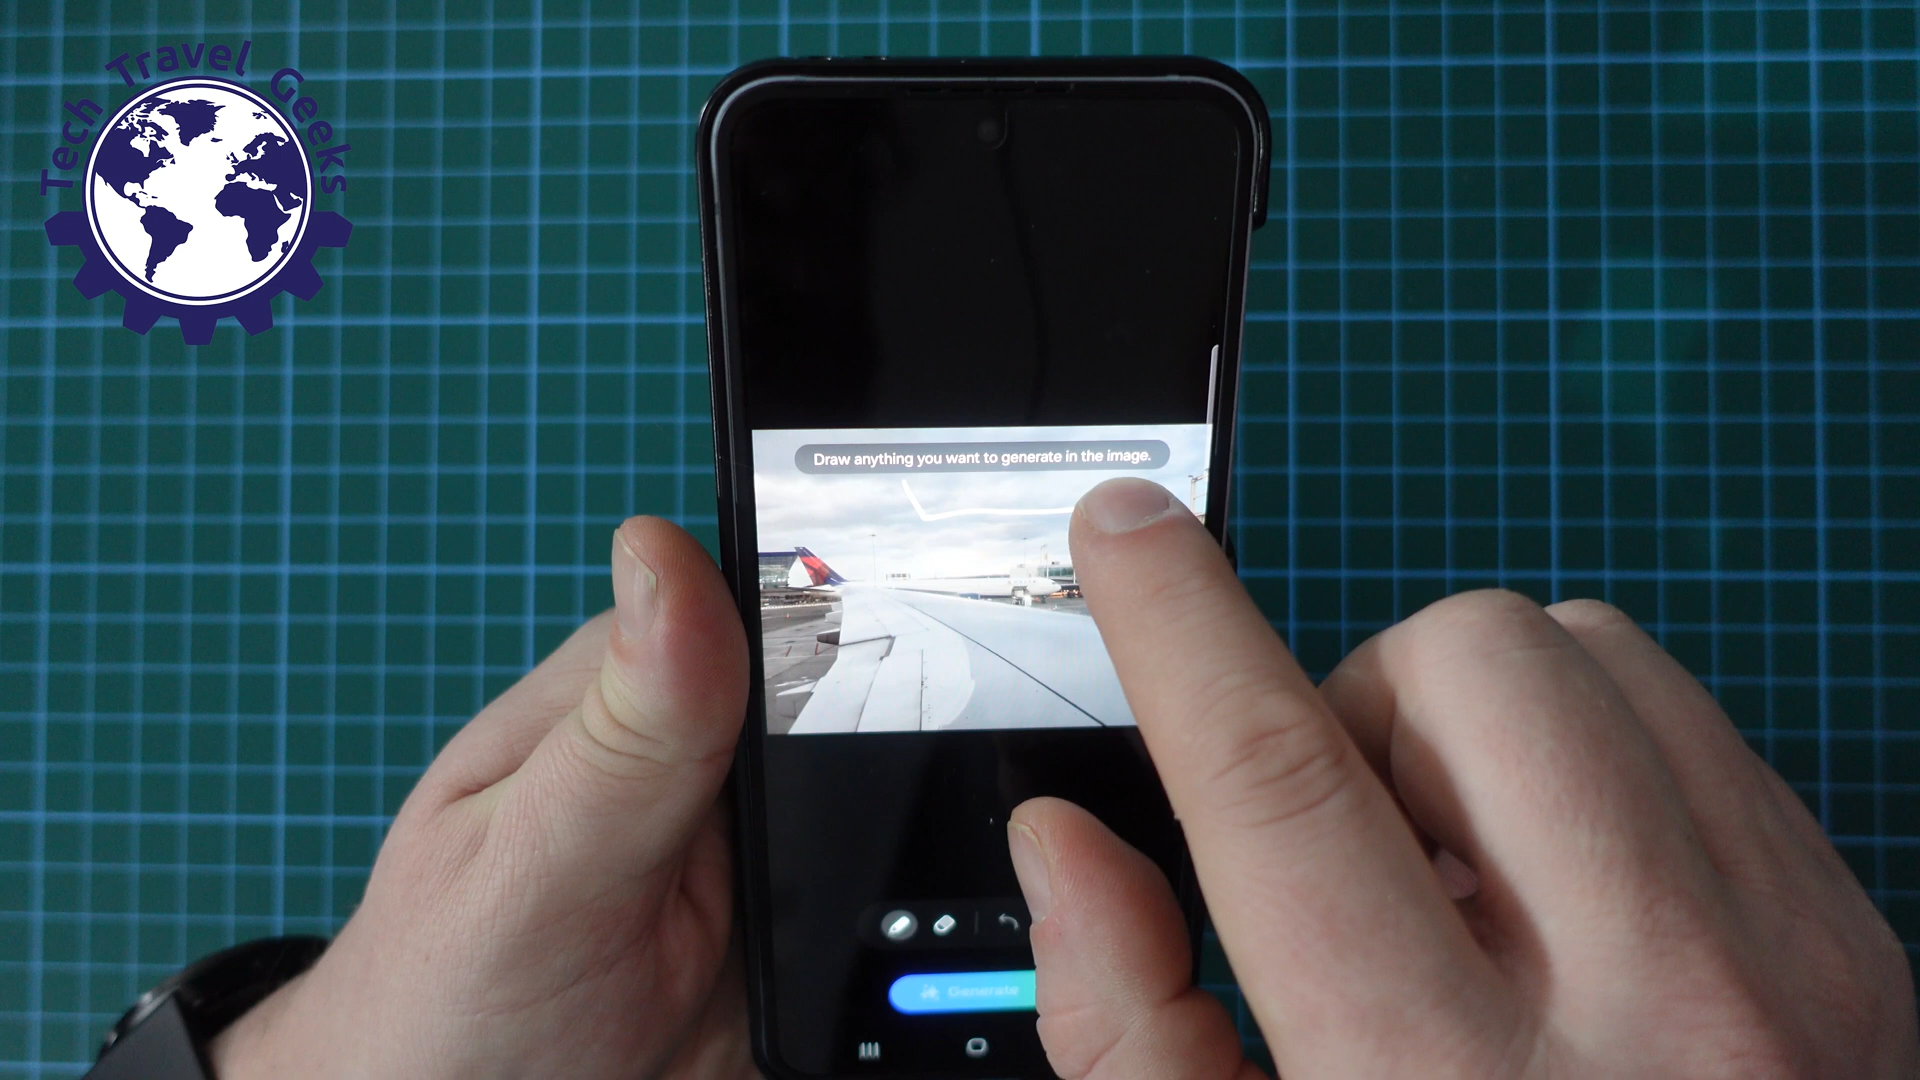 Tech Travel Geeks
Draw anything you want to generate in the image.
Generate